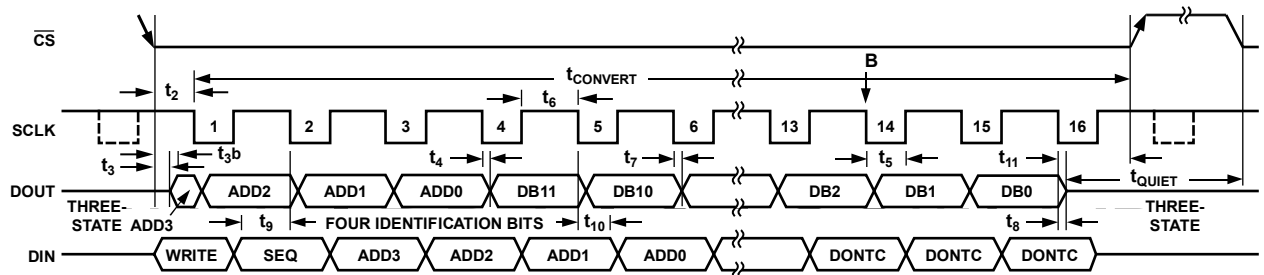 CS
B
tCONVERT
t2
t6
SCLK
1 2 3 4 5 6 13 14 15 16
t3 t3b t4 t7 t5 t11
tQUIET
DOUT
ADD2 ADD1 ADD0 DB11 DB10 DB2 DB1 DB0
THREE-STATE ADD3
t9 FOUR IDENTIFICATION BITS t10 t8
THREE-STATE
DIN
WRITE SEQ ADD3 ADD2 ADD1 ADD0 DONTC DONTC DONTC